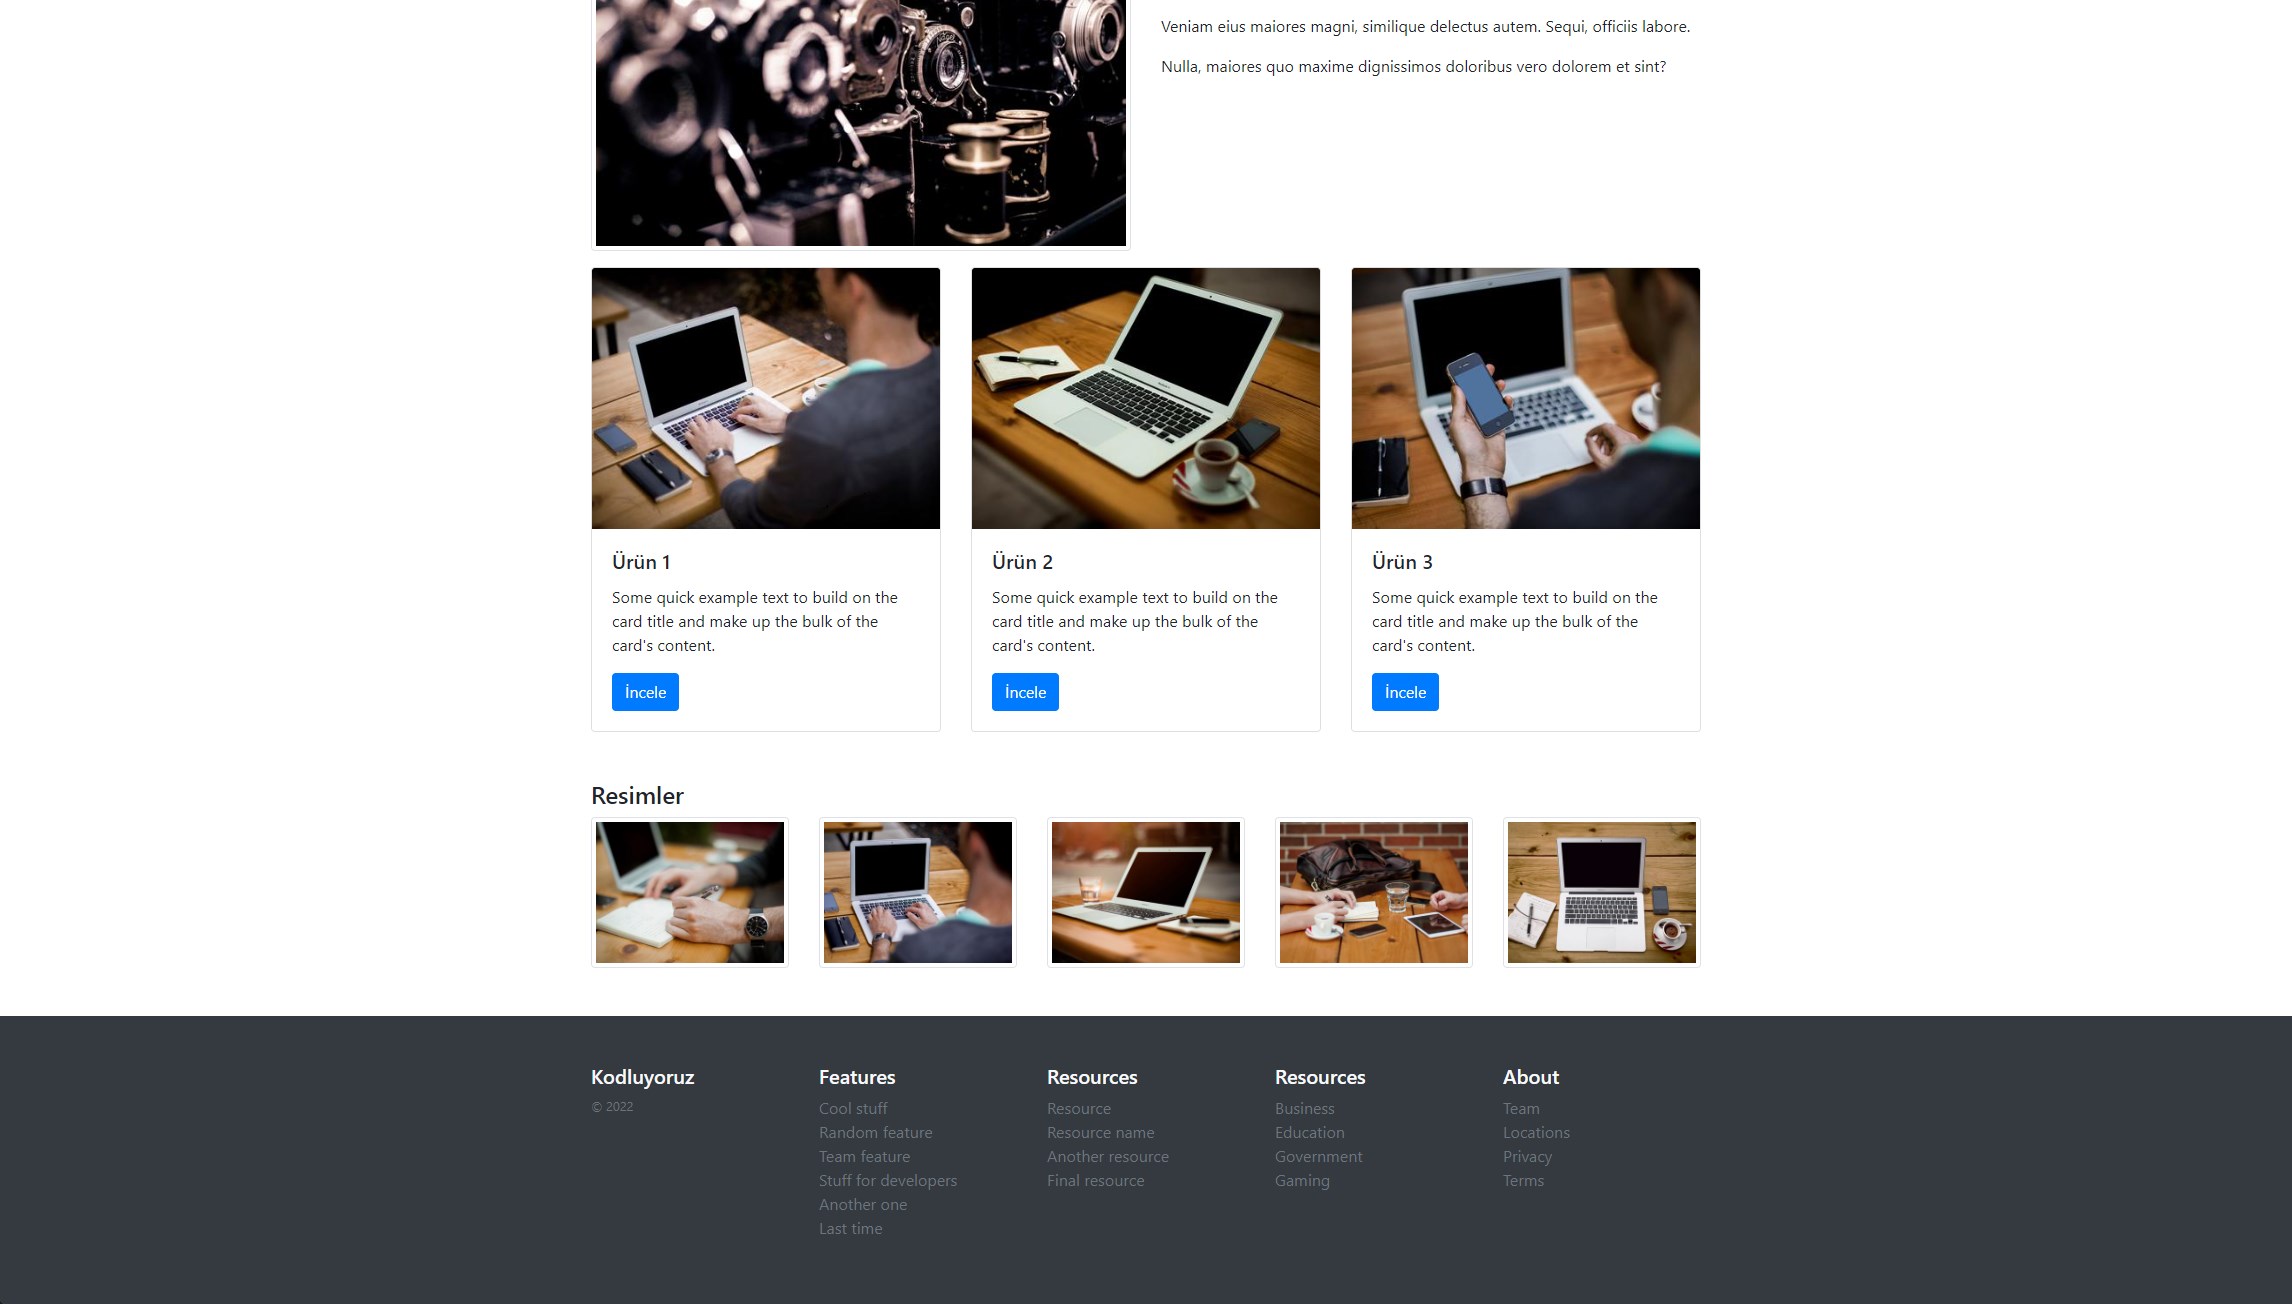 Veniam eius maiores magni, similique delectus autem. Sequi, officiis labore.
Nulla, maiores quo maxime dignissimos doloribus vero dolorem et sint?
Ürün 1
Some quick example text to build on the
card title and make up the bulk of the
card's content.
İncele
Ürün 2
Some quick example text to build on the
card title and make up the bulk of the
card's content.
İncele
Ürün 3
Some quick example text to build on the
card title and make up the bulk of the
card's content.
İncele
Resimler
Kodluyoruz
© 2022
Features
Cool stuff
Random feature
Team feature
Stuff for developers
Another one
Last time
Resources
Resource
Resource name
Another resource
Final resource
Resources
Business
Education
Government
Gaming
About
Team
Locations
Privacy
Terms